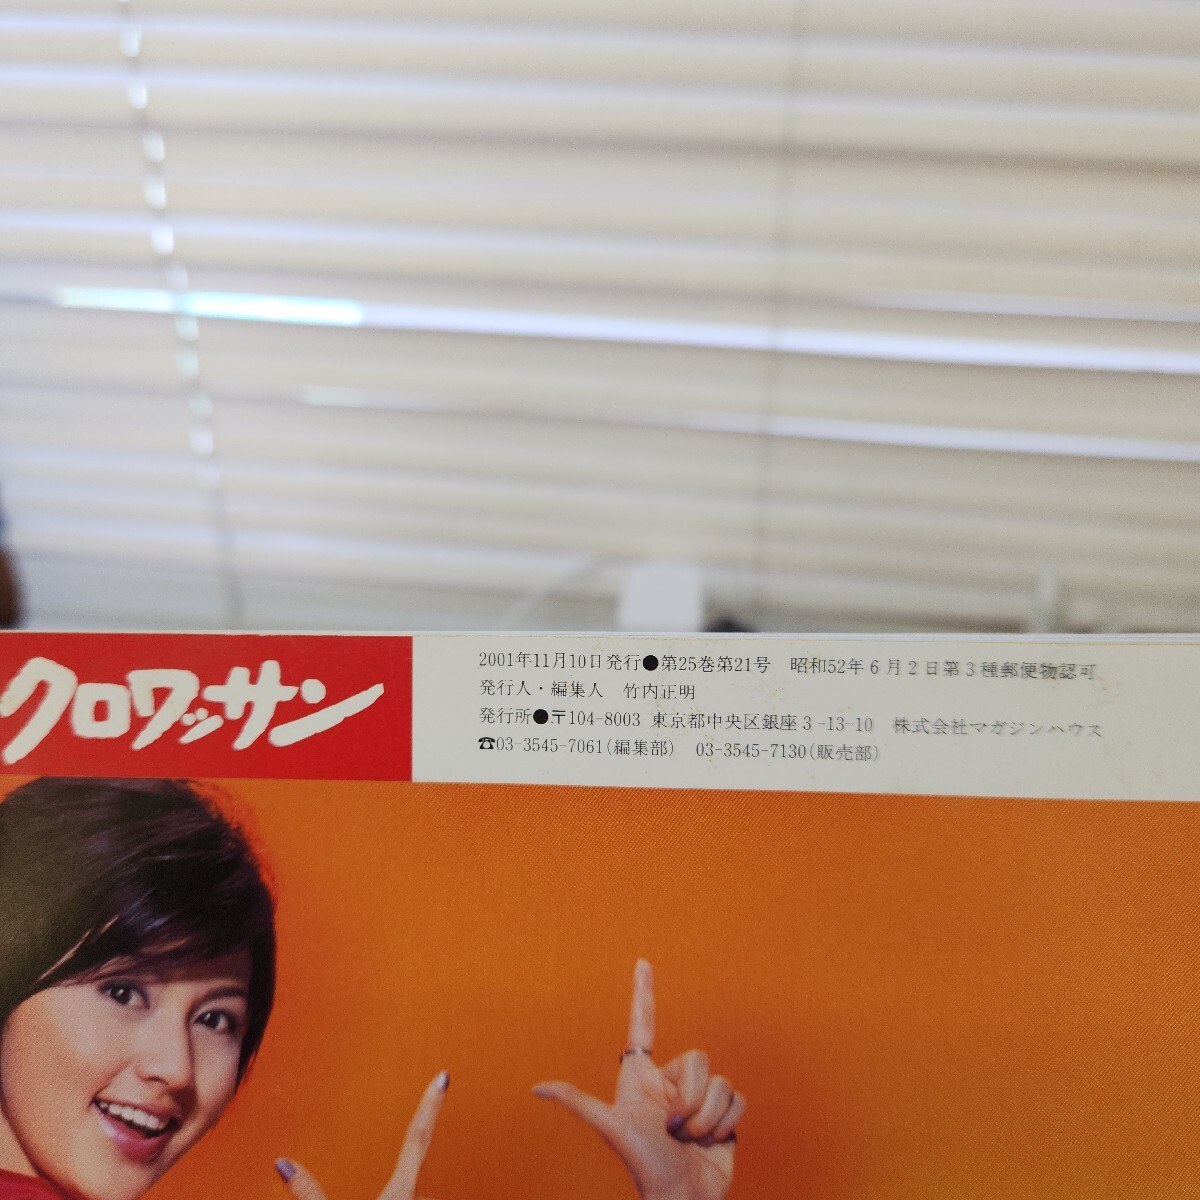 クロワッサン
2001年11月10日発行●第25巻第21号　昭和52年6月2日第3種郵便物認可
発行人・編集人　竹内正明
発行所●〒104-8003 東京都中央区銀座3-13-10　株式会社マガジンハウス
☎03-3545-7061(編集部)　03-3545-7130(販売部)